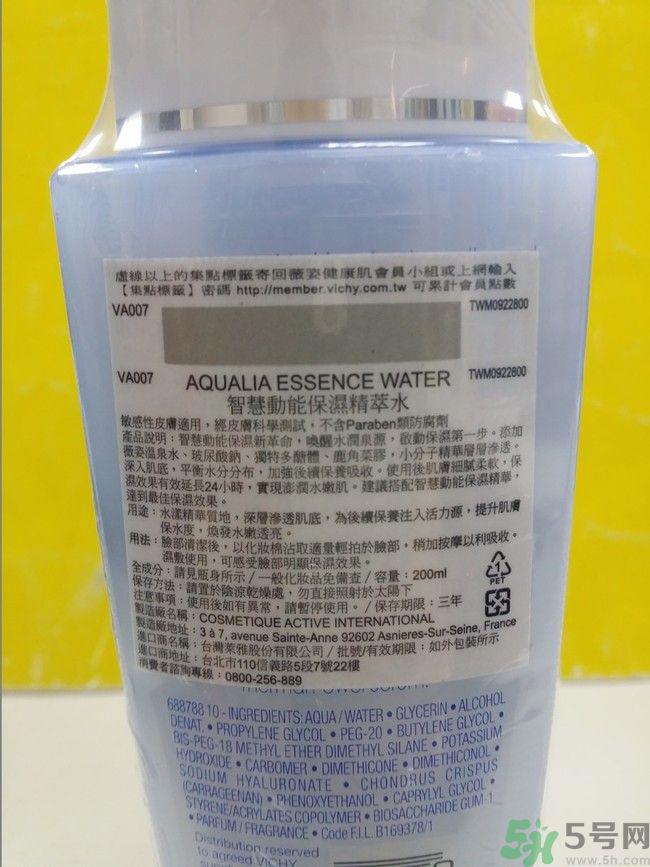 虛線以上的集點標籤寄回薇姿健康肌會員小組或上網輸入
【集點標籤】密碼 http://member.vichy.com.tw 可累計會員點數
VA007 TWM0922800
VA007 AQUALIA ESSENCE WATER TWM0922800
智慧動能保濕精萃水
敏感性皮膚適用，經皮膚科學測試，不含Paraben類防腐劑
產品說明：智慧動能保濕新革命，喚醒水潤泉源，啟動保濕第一步。添加
薇姿溫泉水、玻尿酸鈉、獨特多醣體、鹿角菜膠，小分子精華層層滲透。
深入肌底，平衡水分分布，加強後續保養吸收。使用後肌膚細膩柔軟，保
濕效果有效延長24小時，實現澎潤水嫩肌。建議搭配智慧動能保濕精華，
達到最佳保濕效果。
用途：水漾精華質地，深層滲透肌底，為後續保養注入活力源，提升肌膚
保水度，煥發水嫩透亮。
用法：臉部清潔後，以化妝棉沾取適量輕拍於臉部，稍加按摩以利吸收。
濕敷使用，可感受臉部明顯保濕效果。
全成分：請見瓶身所示／一般化妝品免備查／容量：200ml
保存方法：請置於陰涼乾燥處，勿直接照射於太陽下
注意事項：使用後如有異常，請暫停使用。／保存期限：三年
製造廠名稱：COSMETIQUE ACTIVE INTERNATIONAL
製造廠地址：3 à 7, avenue Sainte-Anne 92602 Asnieres-Sur-Seine, France
進口商名稱：台灣萊雅股份有限公司／批號/有效期限：如外包裝所示
進口商地址：台北市110信義路5段7號22樓
消費者諮詢專線：0800-256-889
1
PET
688788 10 - INGREDIENTS: AQUA / WATER • GLYCERIN • ALCOHOL
DENAT. • PROPYLENE GLYCOL • PEG-20 • BUTYLENE GLYCOL •
BIS-PEG-18 METHYL ETHER DIMETHYL SILANE • POTASSIUM
HYDROXIDE • CARBOMER • DIMETHICONE • DIMETHICONOL •
SODIUM HYALURONATE • CHONDRUS CRISPUS
(CARRAGEENAN) • PHENOXYETHANOL • CAPRYLYL GLYCOL •
STYRENE/ACRYLATES COPOLYMER • BIOSACCHARIDE GUM-1
• PARFUM / FRAGRANCE • Code F.I.L. B169378/1
Distribution reserved
to agreed VICHY
5号网
www.5h.com